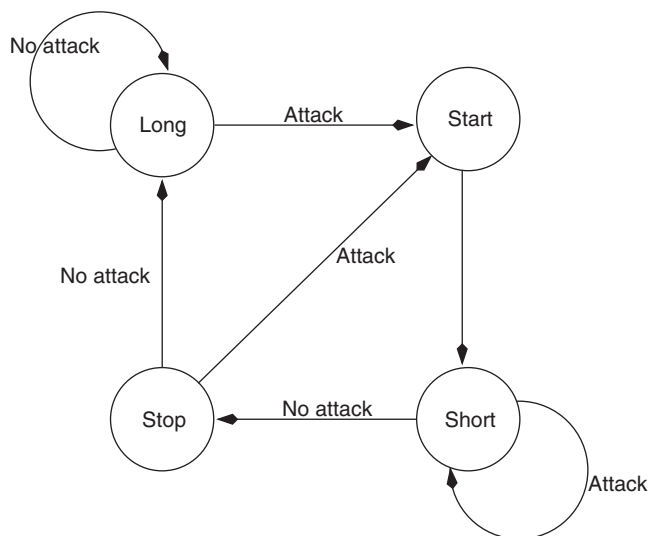 No attack
Long
Attack
Start
No attack
Attack
Stop
No attack
Short
Attack